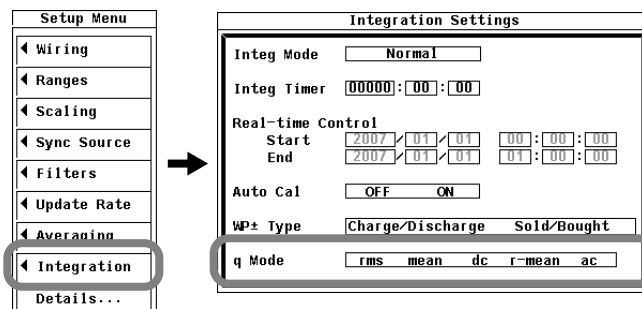 Setup Menu
Wiring
Ranges
Scaling
Sync Source
Filters
Update Rate
Averaging
Integration
Details...
Integration Settings
Integ Mode Normal
Integ Timer 00000 : 00 : 00
Real-time Control
Start 2007 / 01 / 01 00 : 00 : 00
End 2007 / 01 / 01 01 : 00 : 00
Auto Cal OFF ON
WP± Type Charge/Discharge Sold/Bought
q Mode rms mean dc r-mean ac